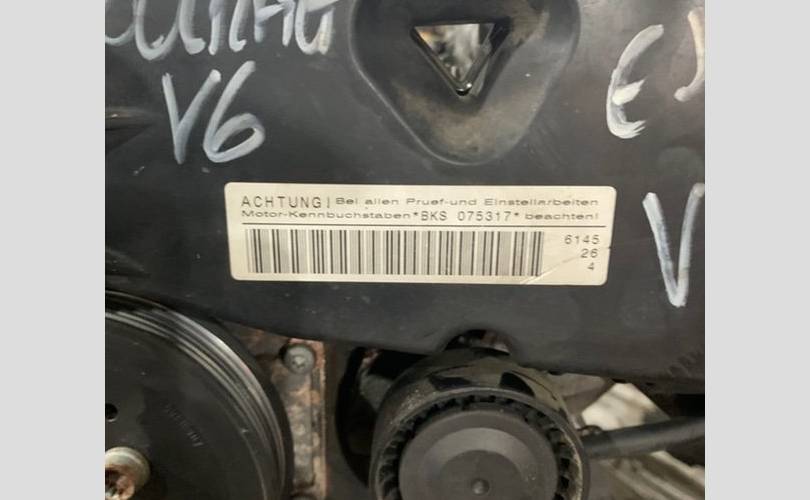 V6
ACHTUNG! Bei allen Pruef-und Einstellarbeiten
Motor-Kennbuchstaben *BKS 075317* beachten!
6145
26
4
V